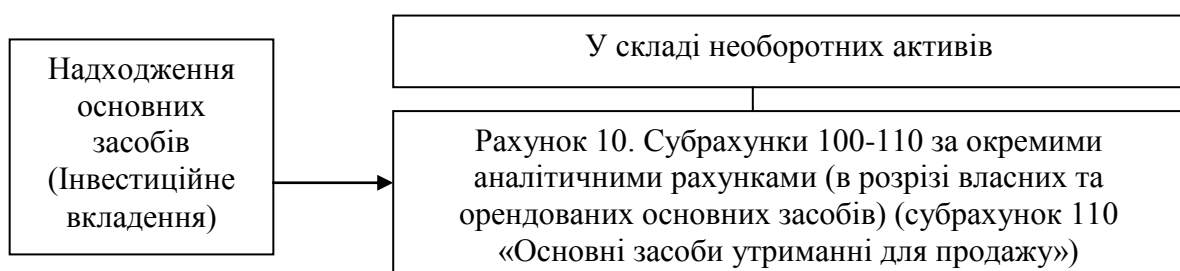 Надходження
основних
засобів
(Інвестиційне
вкладення)
У складі необоротних активів
Рахунок 10. Субрахунки 100-110 за окремими
аналітичними рахунками (в розрізі власних та
орендованих основних засобів) (субрахунок 110
«Основні засоби утриманні для продажу»)